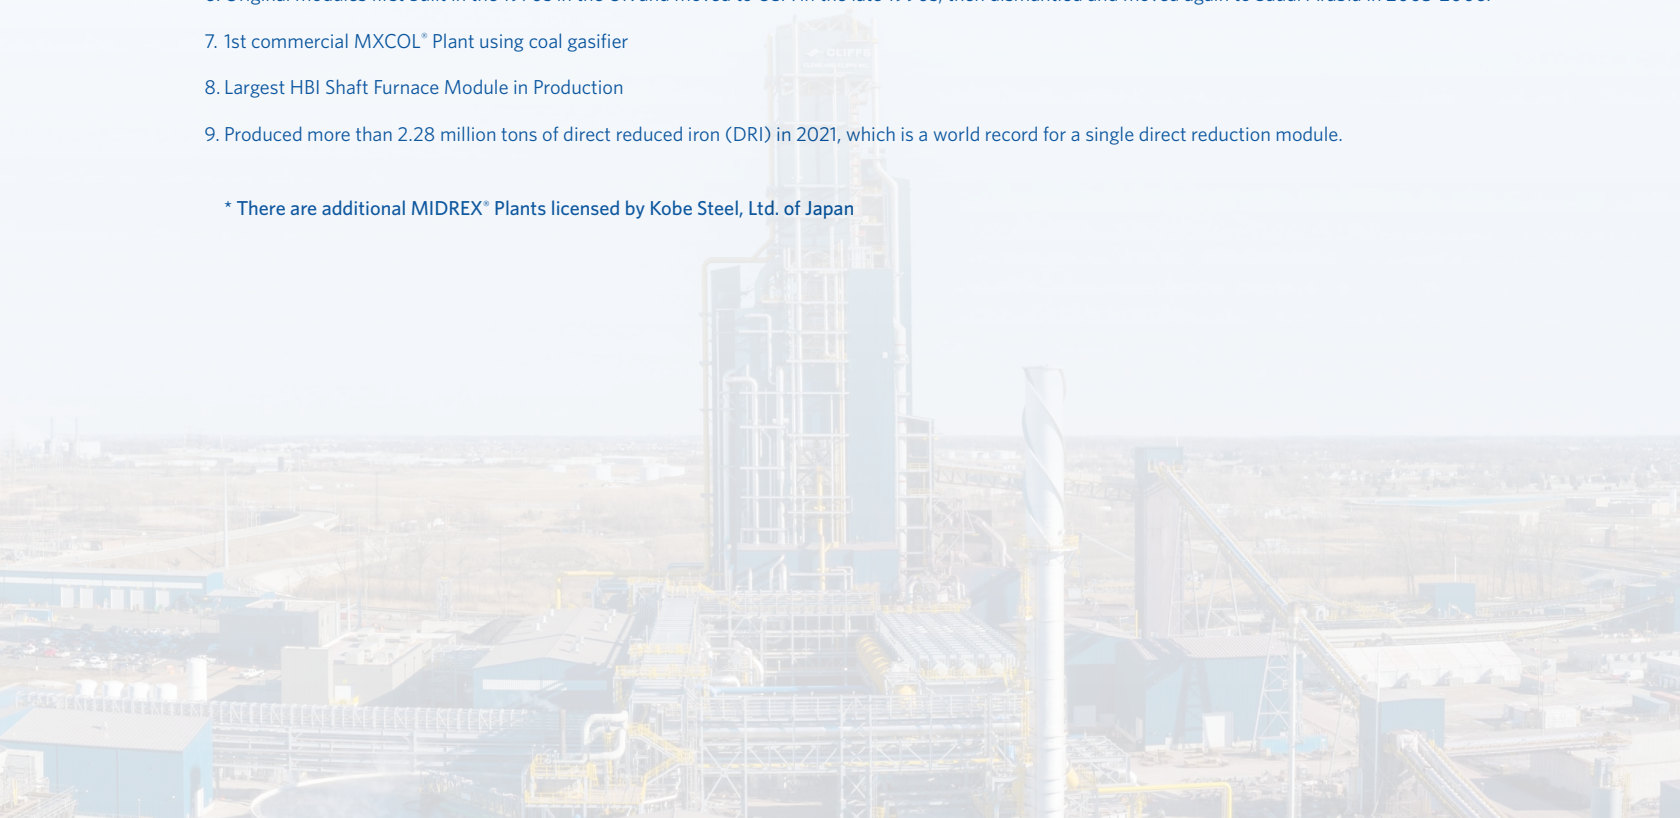 7. 1st commercial MXCOL® Plant using coal gasifier
8. Largest HBI Shaft Furnace Module in Production
9. Produced more than 2.28 million tons of direct reduced iron (DRI) in 2021, which is a world record for a single direct reduction module.
* There are additional MIDREX® Plants licensed by Kobe Steel, Ltd. of Japan
CLIFFS